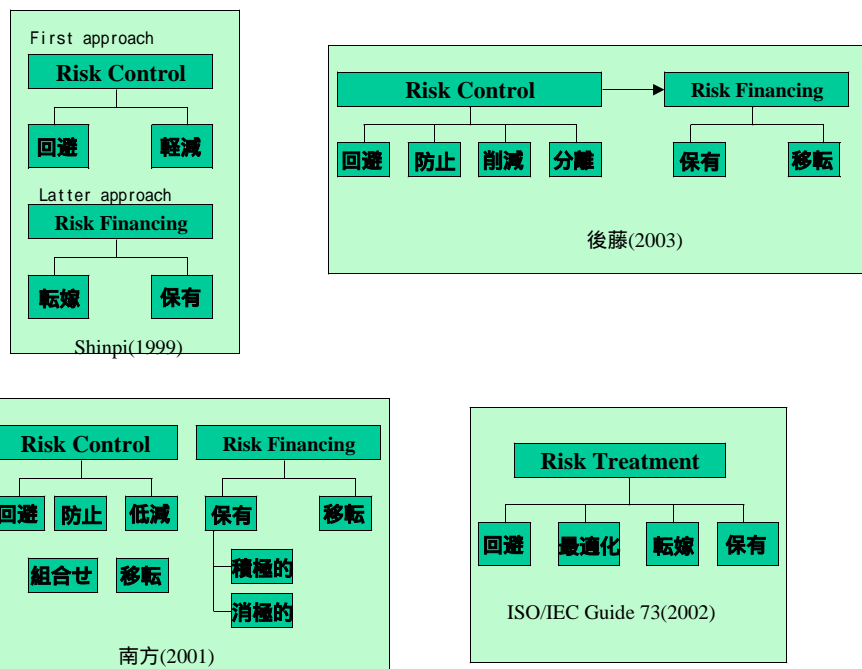 First approach
Risk Control
回避 軽減
Latter approach
Risk Financing
転嫁 保有
Shinpi(1999)
Risk Control Risk Financing
回避 防止 削減 分離 保有 移転
後藤(2003)
Risk Control Risk Financing
回避 防止 低減 保有 移転
組合せ 移転 積極的
消極的
南方(2001)
Risk Treatment
回避 最適化 転嫁 保有
ISO/IEC Guide 73(2002)